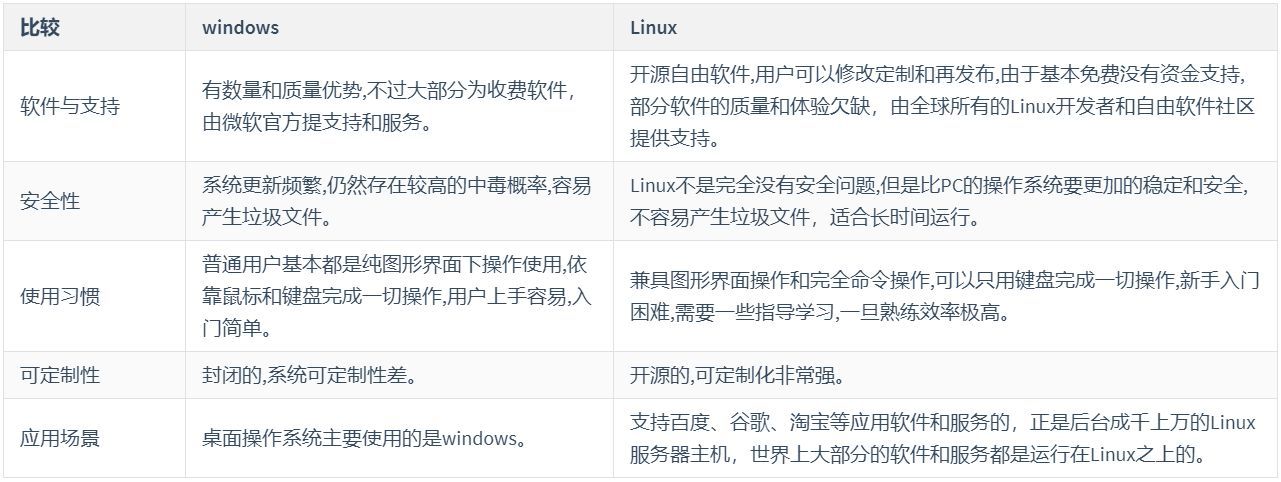 比较
windows
Linux
软件与支持
有数量和质量优势,不过大部分为收费软件，
由微软官方提支持和服务。
开源自由软件,用户可以修改定制和再发布,由于基本免费没有资金支持,
部分软件的质量和体验欠缺，由全球所有的Linux开发者和自由软件社区
提供支持。
安全性
系统更新频繁,仍然存在较高的中毒概率,容易
产生垃圾文件。
Linux不是完全没有安全问题,但是比PC的操作系统要更加的稳定和安全,
不容易产生垃圾文件，适合长时间运行。
使用习惯
普通用户基本都是纯图形界面下操作使用,依
靠鼠标和键盘完成一切操作,用户上手容易,入
门简单。
兼具图形界面操作和完全命令操作,可以只用键盘完成一切操作,新手入门
困难,需要一些指导学习,一旦熟练效率极高。
可定制性
封闭的,系统可定制性差。
开源的,可定制化非常强。
应用场景
桌面操作系统主要使用的是windows。
支持百度、谷歌、淘宝等应用软件和服务的，正是后台成千上万的Linux
服务器主机，世界上大部分的软件和服务都是运行在Linux之上的。